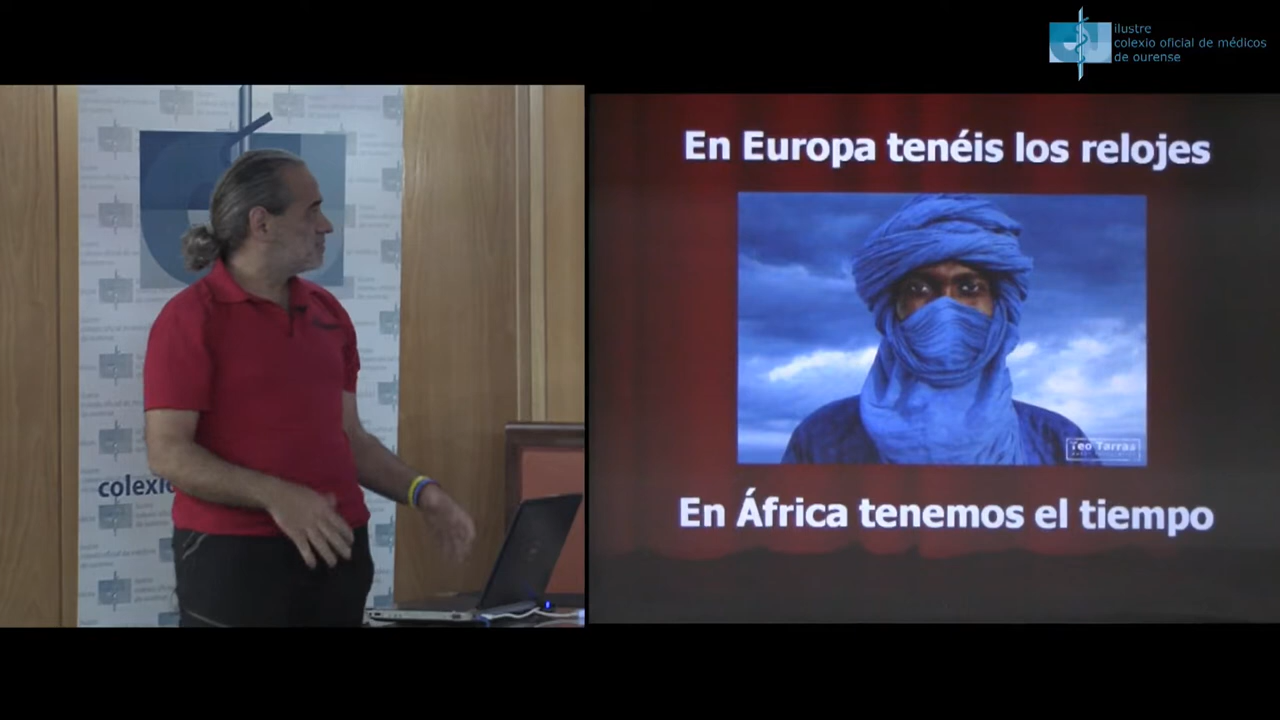 ilustre
colexio oficial de médicos
de ourense
En Europa tenéis los relojes
Teo Tarras
En África tenemos el tiempo
colexio